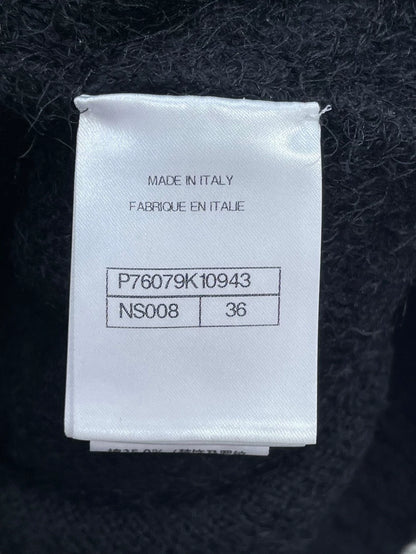 MADE IN ITALY
FABRIQUE EN ITALIE
P76079K10943
NS008 36